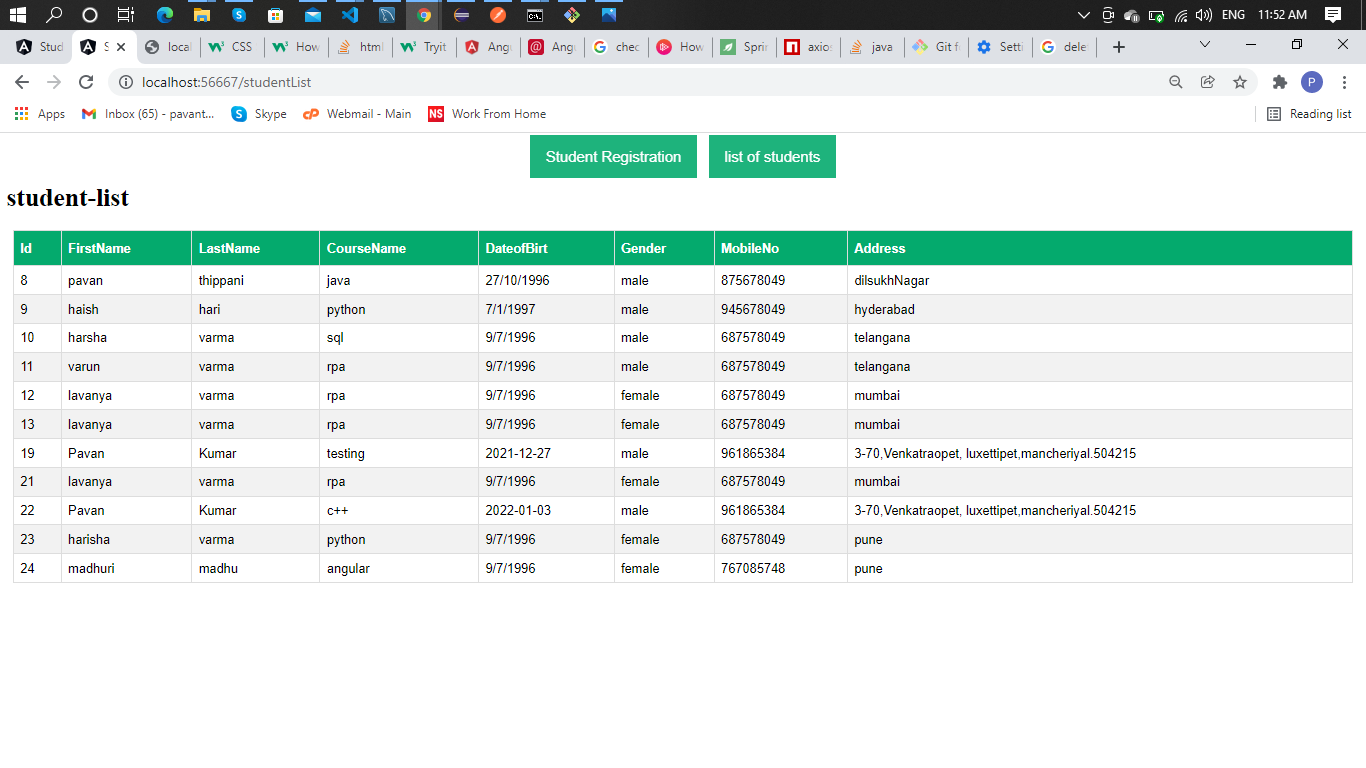 ENG 11:52 AM
Stud S local CSS How html Tryit Ang Ang chec How Sprin axio java Git f Setti dele
localhost:56667/studentList P
Apps Inbox (65) - pavant... Skype Webmail - Main NS Work From Home Reading list
Student Registration list of students
student-list
Id FirstName LastName CourseName DateofBirt Gender MobileNo Address
8 pavan thippani java 27/10/1996 male 875678049 dilsukhNagar
9 haish hari python 7/1/1997 male 945678049 hyderabad
10 harsha varma sql 9/7/1996 male 687578049 telangana
11 varun varma rpa 9/7/1996 male 687578049 telangana
12 lavanya varma rpa 9/7/1996 female 687578049 mumbai
13 lavanya varma rpa 9/7/1996 female 687578049 mumbai
19 Pavan Kumar testing 2021-12-27 male 961865384 3-70,Venkatraopet, luxettipet,mancheriyal.504215
21 lavanya varma rpa 9/7/1996 female 687578049 mumbai
22 Pavan Kumar c++ 2022-01-03 male 961865384 3-70,Venkatraopet, luxettipet,mancheriyal.504215
23 harisha varma python 9/7/1996 female 687578049 pune
24 madhuri madhu angular 9/7/1996 female 767085748 pune